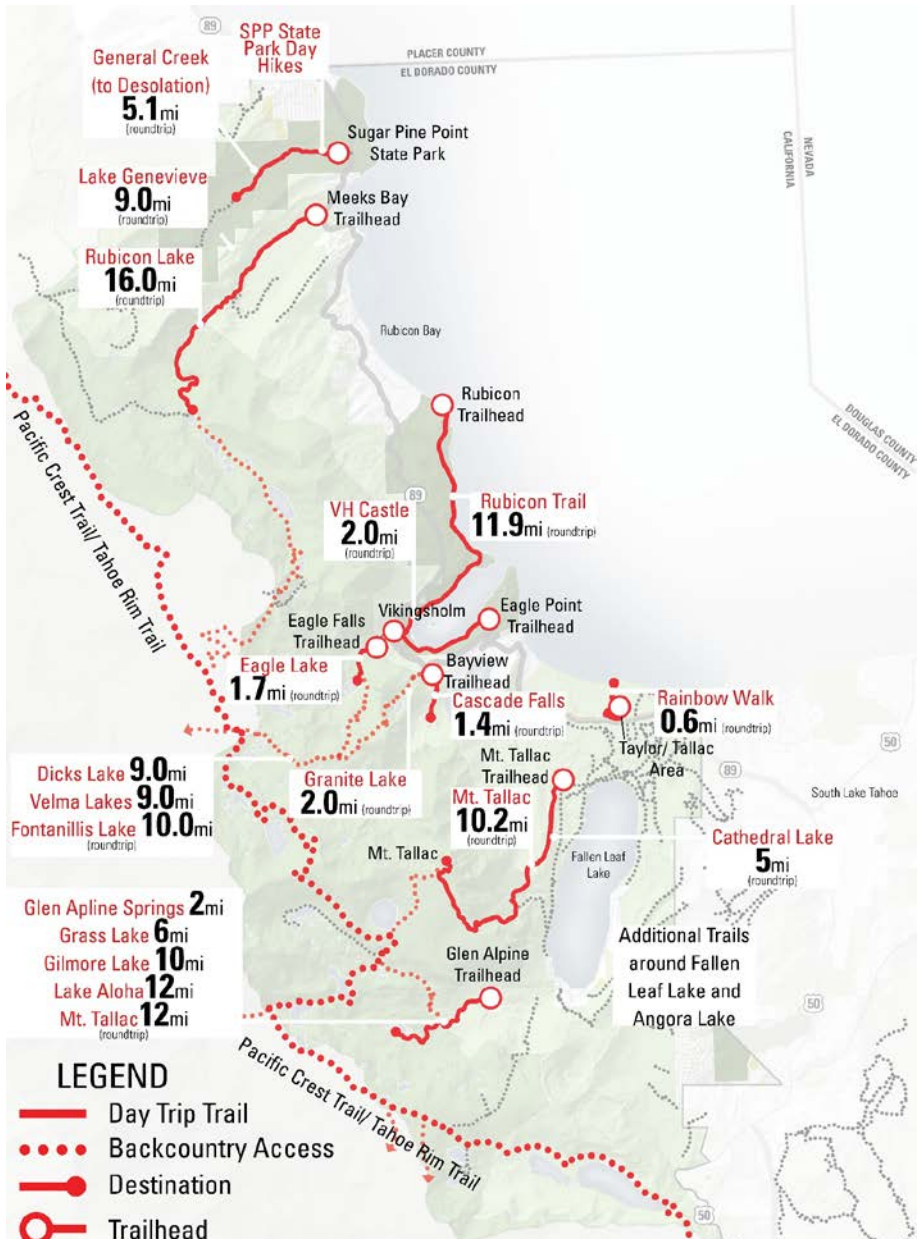 89
SPP State
Park Day
Hikes
PLACER COUNTY
EL DORADO COUNTY
General Creek
(to Desolation)
5.1mi
(roundtrip)
Sugar Pine Point
State Park
NEVADA
CALIFORNIA
Lake Genevieve
9.0mi
(roundtrip)
Meeks Bay
Trailhead
Rubicon Lake
16.0mi
(roundtrip)
Rubicon Bay
Rubicon
Trailhead
DOUGLAS COUNTY
EL DORADO COUNTY
Pacific Crest Trail/ Tahoe Rim Trail
89
VH Castle
2.0mi
(roundtrip)
Rubicon Trail
11.9mi (roundtrip)
Vikingsholm
Eagle Point
Trailhead
Eagle Falls
Trailhead
Eagle Lake
1.7mi (roundtrip)
Bayview
Trailhead
Cascade Falls
1.4mi (roundtrip)
Rainbow Walk
0.6mi (roundtrip)
Taylor/ Tallac
Area
50
89
South Lake Tahoe
Dicks Lake 9.0mi
Velma Lakes 9.0mi
Fontanillis Lake 10.0mi
(roundtrip)
Granite Lake
2.0mi (roundtrip)
Mt. Tallac
Trailhead
Mt. Tallac
10.2mi
(roundtrip)
Cathedral Lake
5mi
(roundtrip)
Mt. Tallac
Fallen Leaf
Lake
Glen Apline Springs 2mi
Grass Lake 6mi
Gilmore Lake 10mi
Lake Aloha 12mi
Mt. Tallac 12mi
(roundtrip)
Glen Alpine
Trailhead
Additional Trails
around Fallen
Leaf Lake and
Angora Lake
50
Pacific Crest Trail/ Tahoe Rim Trail
50
LEGEND
Day Trip Trail
Backcountry Access
Destination
Trailhead